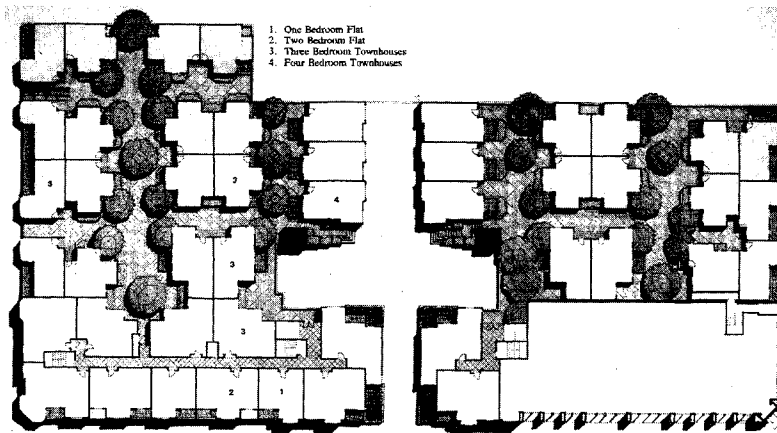 1. One Bedroom Flat
2. Two Bedroom Flat
3. Three Bedroom Townhouses
4. Four Bedroom Townhouses
2
4
3
3
2
1